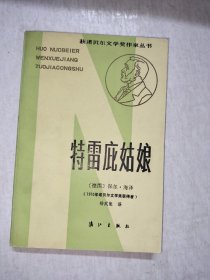 获诺贝尔文学奖作家丛书
HUO NUOBEIER
WENXUEJIANG
ZUOJIACONGSHU
特雷庇姑娘
〔德国〕保尔·海泽
(1910年诺贝尔文学奖获得者)
杨武能 译
漓江出版社